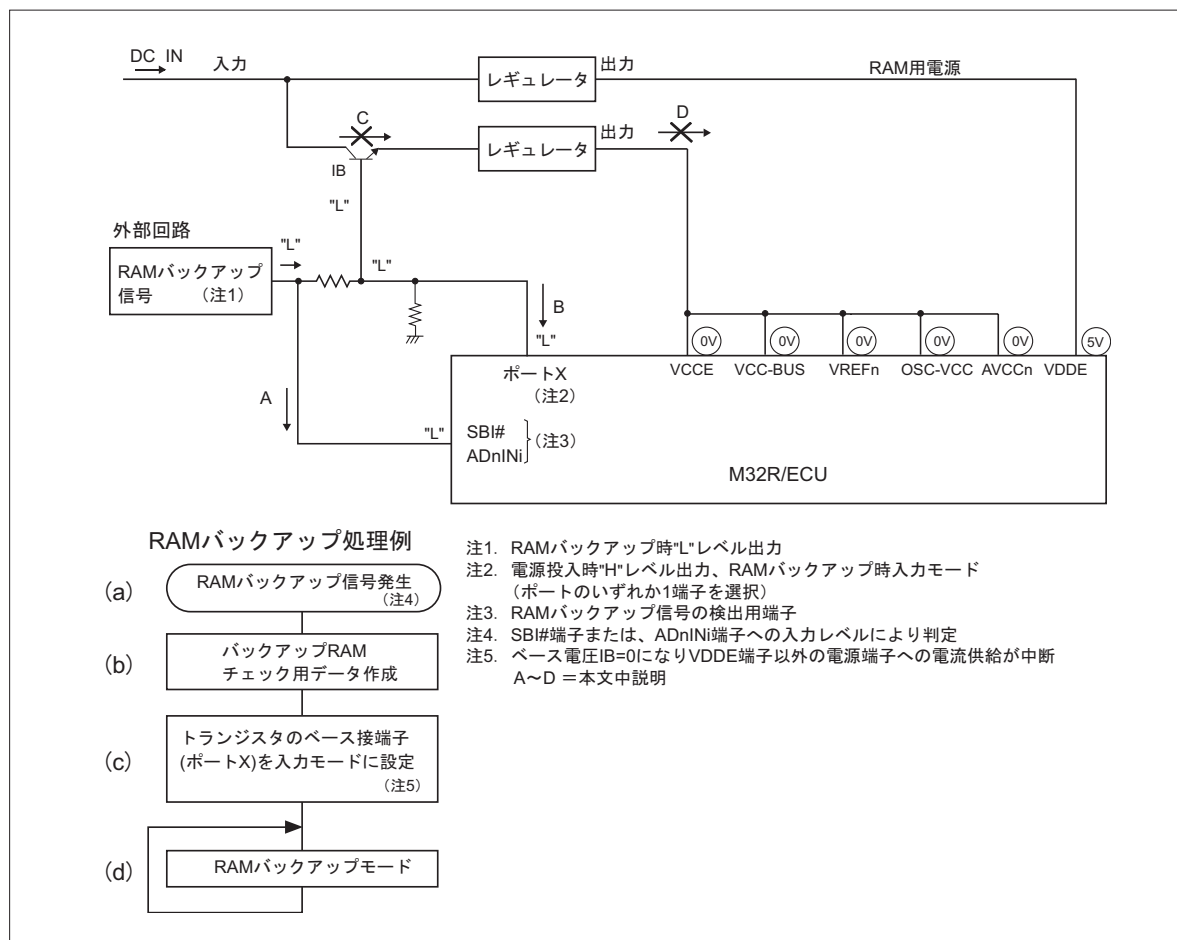 DC IN
入力
レギュレータ
出力
RAM用電源
C
D
IB
レギュレータ
出力
"L"
外部回路
"L"
"L"
RAMバックアップ
信号 (注1)
B
"L"
0V
0V
0V
0V
0V
5V
ポートX
(注2)
VCCE
VCC-BUS
VREFn
OSC-VCC
AVCCn
VDDE
A
"L"
SBI#
ADnINi
(注3)
M32R/ECU
RAMバックアップ処理例
(a)
RAMバックアップ信号発生
(注4)
(b)
バックアップRAM
チェック用データ作成
(c)
トランジスタのベース接端子
(ポートX)を入力モードに設定
(注5)
(d)
RAMバックアップモード
注1. RAMバックアップ時"L"レベル出力
注2. 電源投入時"H"レベル出力、RAMバックアップ時入力モード
(ポートのいずれか1端子を選択)
注3. RAMバックアップ信号の検出用端子
注4. SBI#端子または、ADnINi端子への入力レベルにより判定
注5. ベース電圧IB=0になりVDDE端子以外の電源端子への電流供給が中断
A～D ＝本文中説明